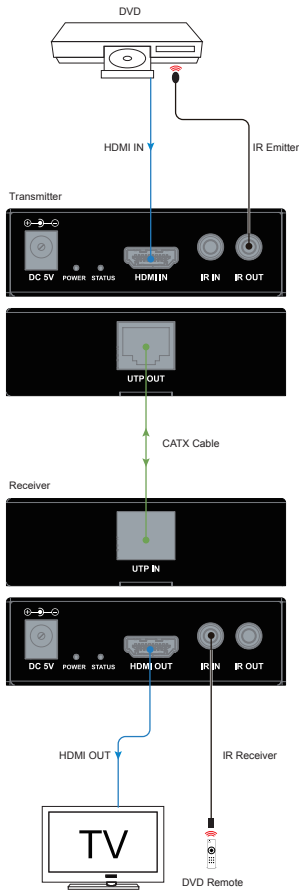 DVD
HDMI IN
IR Emitter
Transmitter
DC 5V POWER STATUS HDMI IN IR IN IR OUT
UTP OUT
CATX Cable
Receiver
UTP IN
DC 5V POWER STATUS HDMI OUT IR IN IR OUT
HDMI OUT
IR Receiver
TV
DVD Remote